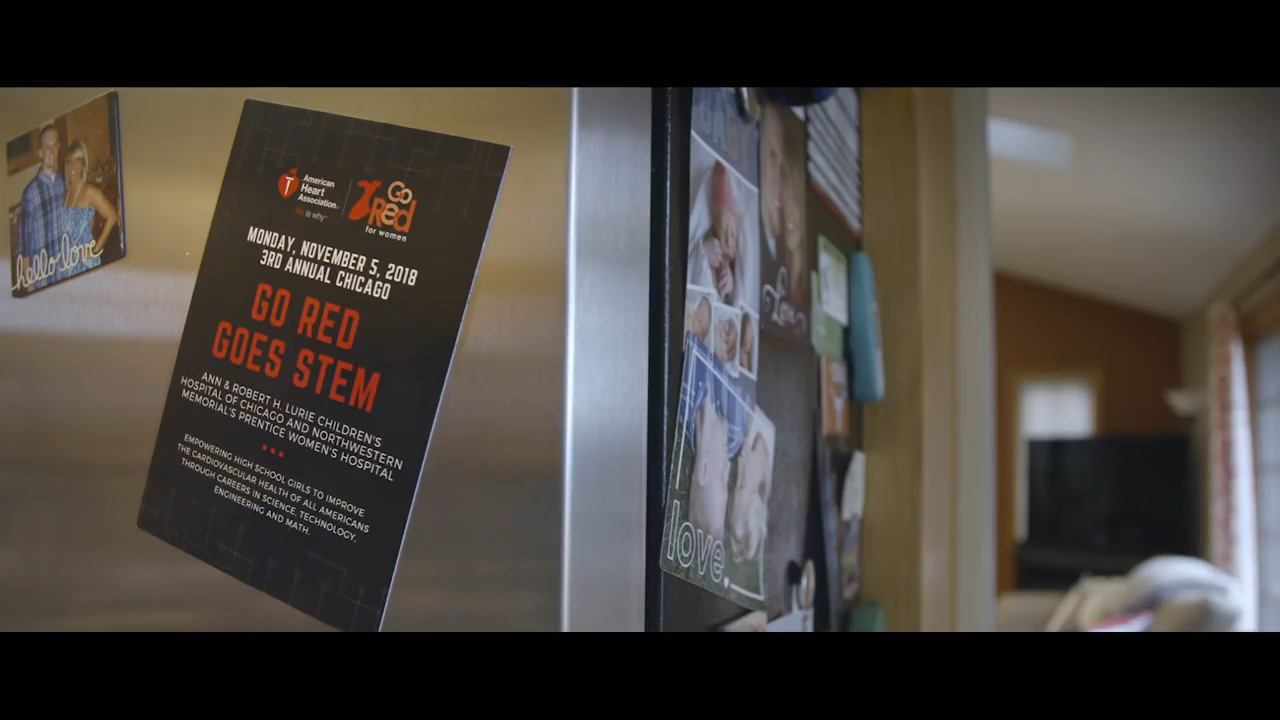 hello love
American
Heart
Association®
life is why™
Go
Red
for women
MONDAY, NOVEMBER 5, 2018
3RD ANNUAL CHICAGO
GO RED
GOES STEM
ANN & ROBERT H. LURIE CHILDREN'S
HOSPITAL OF CHICAGO AND NORTHWESTERN
MEMORIAL'S PRENTICE WOMEN'S HOSPITAL
EMPOWERING HIGH SCHOOL GIRLS TO IMPROVE
THE CARDIOVASCULAR HEALTH OF ALL AMERICANS
THROUGH CAREERS IN SCIENCE, TECHNOLOGY,
ENGINEERING AND MATH.
Love
love.